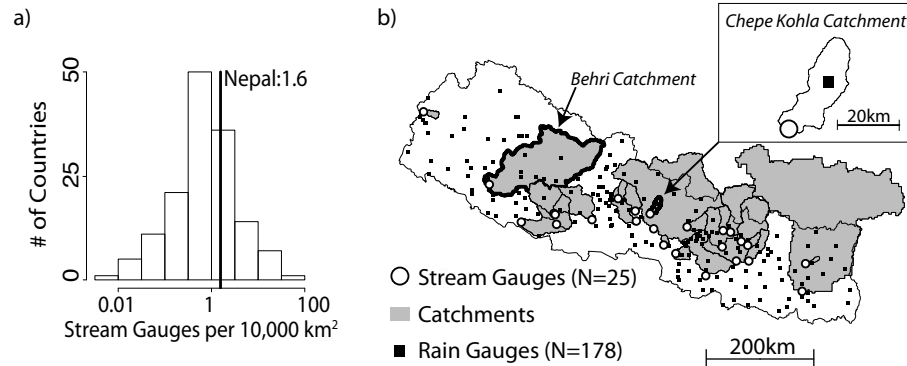 a)
50
25
0
# of Countries
Nepal:1.6
0.01
1
100
Stream Gauges per 10,000 km²
b)
Behri Catchment
Chepe Kohla Catchment
20km
Stream Gauges (N=25)
Catchments
Rain Gauges (N=178)
200km